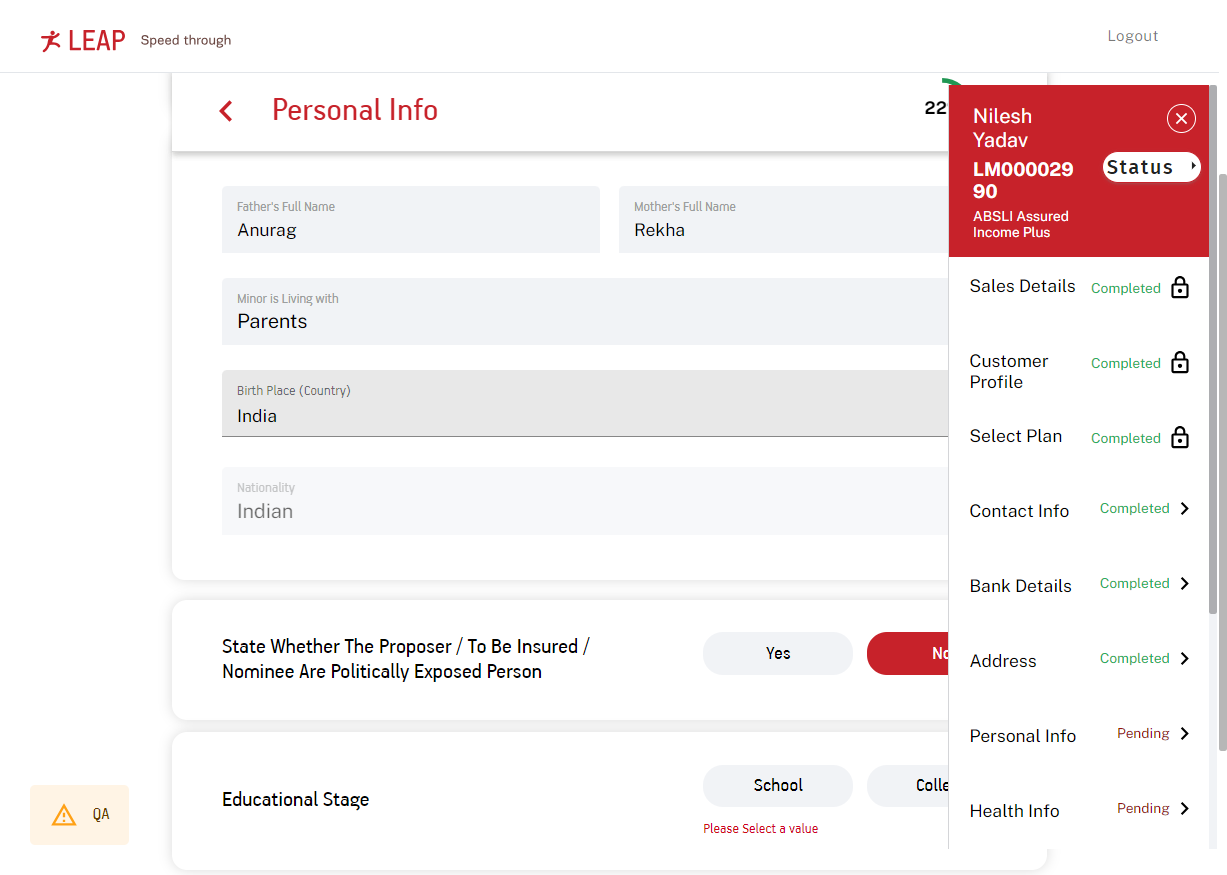 LEAP Speed through
Logout
Personal Info
22
Father's Full Name
Anurag
Mother's Full Name
Rekha
Minor is Living with
Parents
Birth Place (Country)
India
Nationality
Indian
State Whether The Proposer / To Be Insured /
Nominee Are Politically Exposed Person
Yes
No
Educational Stage
School
Colle
Please Select a value
QA
Nilesh
Yadav
LM000029
90
ABSLI Assured
Income Plus
Status
Sales Details Completed
Customer
Profile
Completed
Select Plan Completed
Contact Info Completed
Bank Details Completed
Address Completed
Personal Info Pending
Health Info Pending